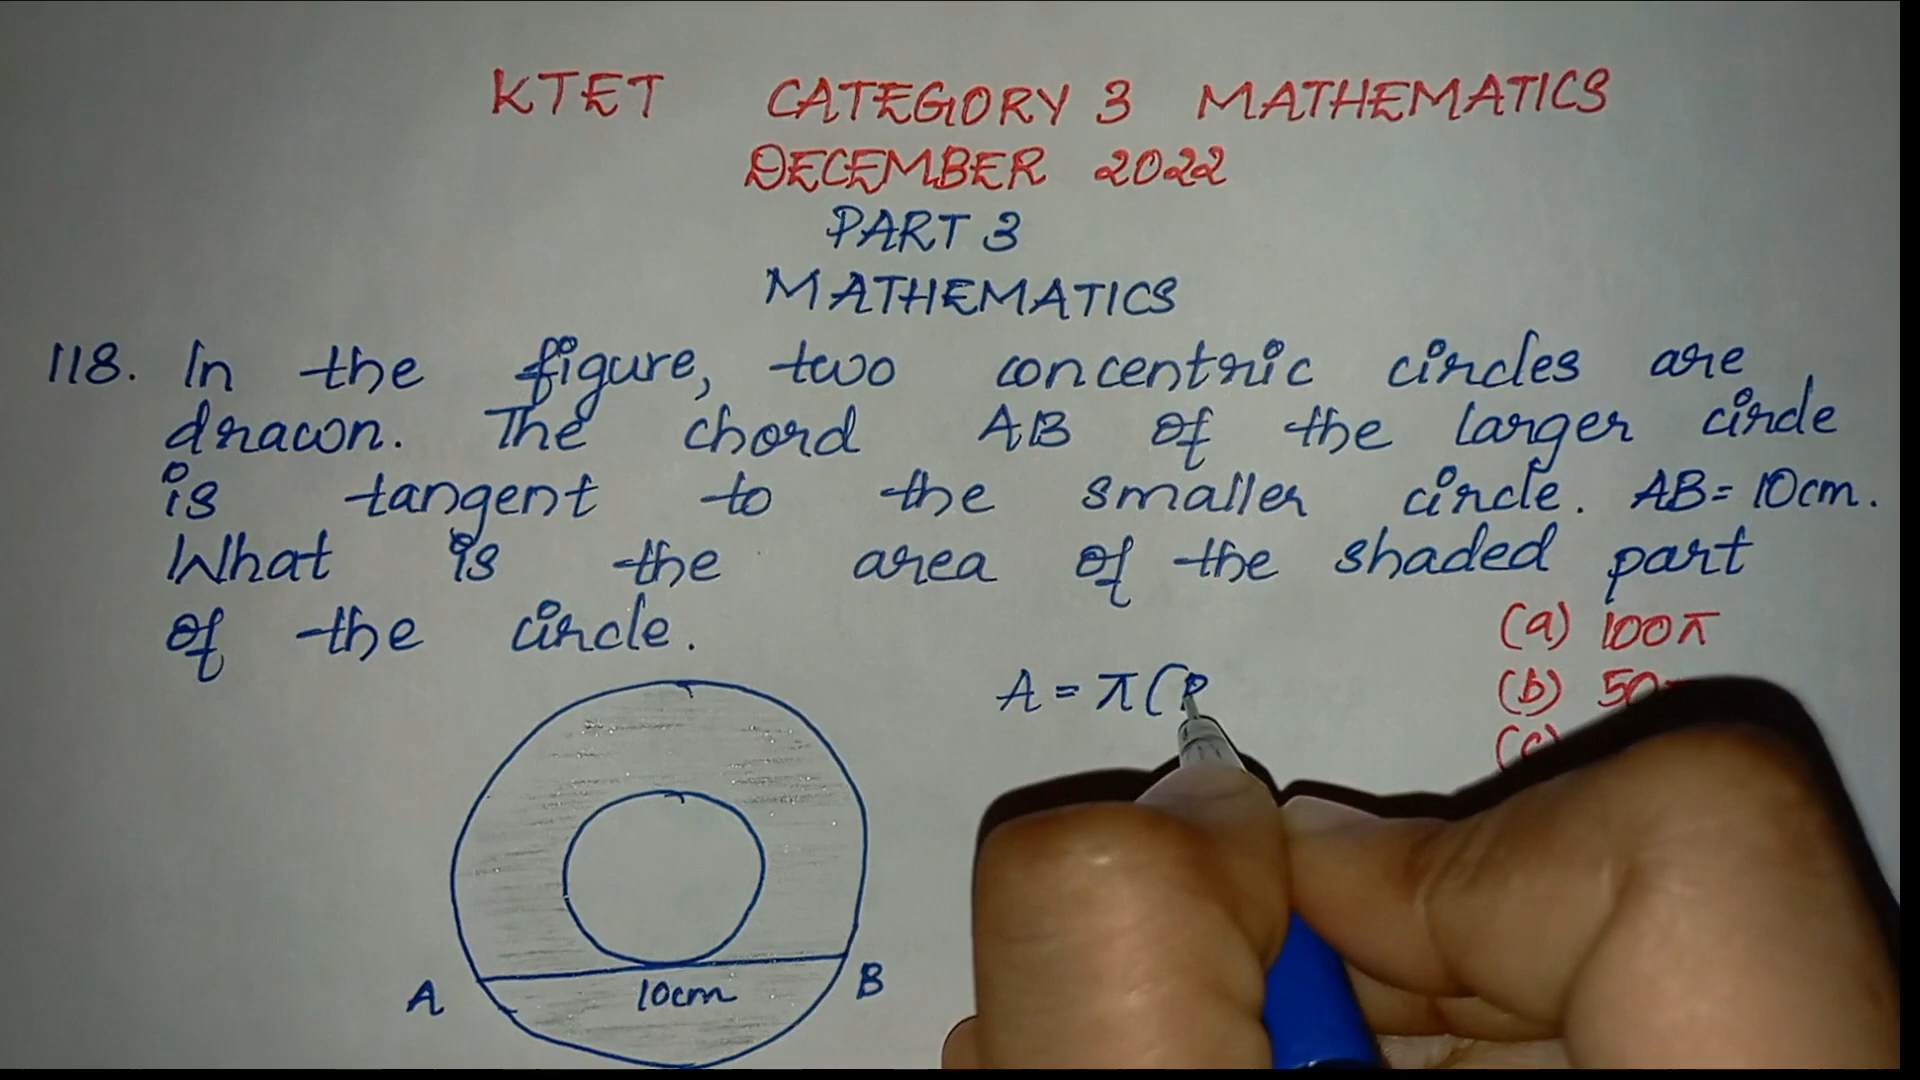 KTET CATEGORY 3 MATHEMATICS
DECEMBER 2022
PART 3
MATHEMATICS
118. In the figure, two concentric circles are
drawn. The chord AB of the larger circle
is tangent to the smaller circle. AB = 10cm.
What is the area of the shaded part
of the circle.
(a) 100π
A = π(
(b) 50
(c)
A
10cm
B